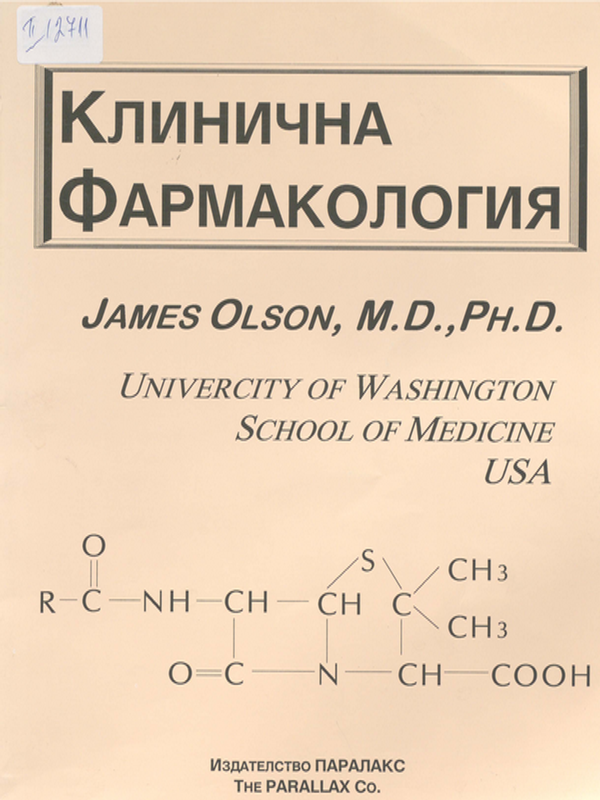 П 12711
КЛИНИЧНА
ФАРМАКОЛОГИЯ
JAMES OLSON, M.D.,PH.D.
UNIVERCITY OF WASHINGTON
SCHOOL OF MEDICINE
USA
O
S
CH3
R—C—NH—CH—CH C
CH3
O=C—N—CH—COOH
ИЗДАТЕЛСТВО ПАРАЛАКС
THE PARALLAX CO.